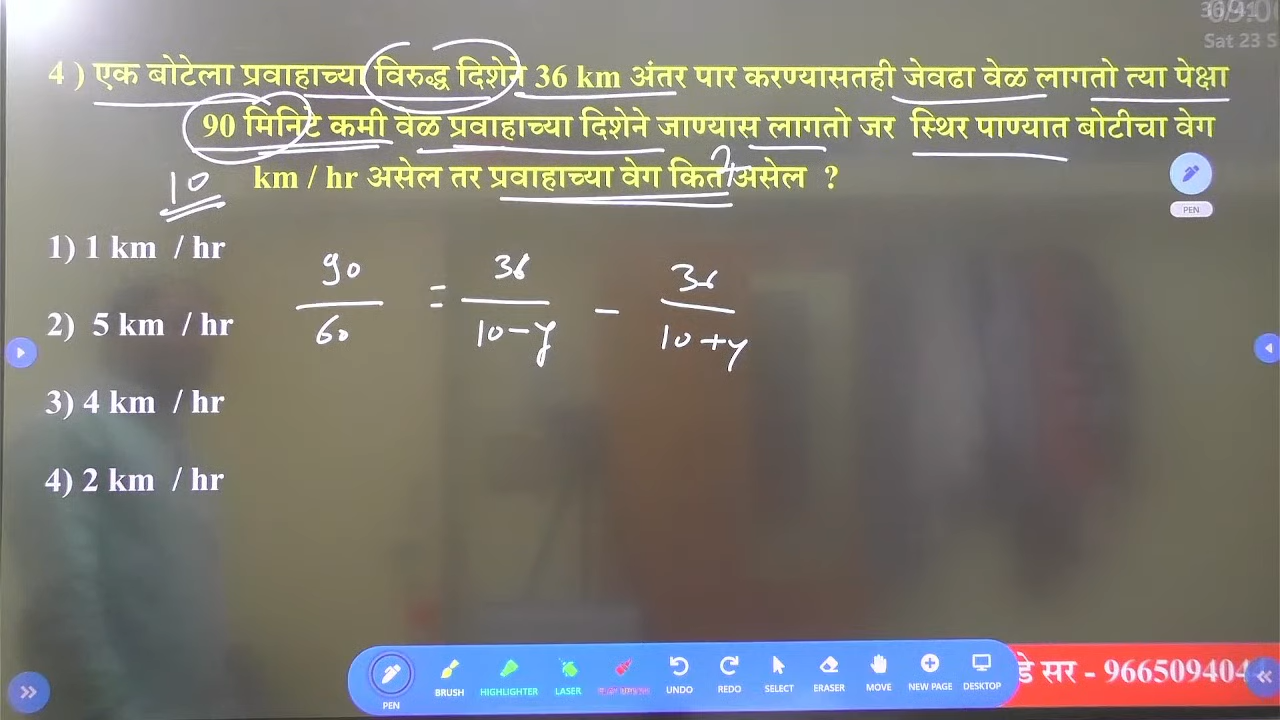 Sat 23 S
4 ) एक बोटेला प्रवाहाच्या विरुद्ध दिशेने 36 km अंतर पार करण्यासतही जेवढा वेळ लागतो त्या पेक्षा
90 मिनिटे कमी वेळ प्रवाहाच्या दिशेने जाण्यास लागतो जर स्थिर पाण्यात बोटीचा वेग
10 km / hr असेल तर प्रवाहाच्या वेग किती असेल ?
PEN
1) 1 km / hr
2) 5 km / hr
3) 4 km / hr
4) 2 km / hr
90/60 = 36/10-y - 36/10+y
PEN BRUSH HIGHLIGHTER LASER UNDO REDO SELECT ERASER MOVE NEW PAGE DESKTOP
डे सर - 966509404